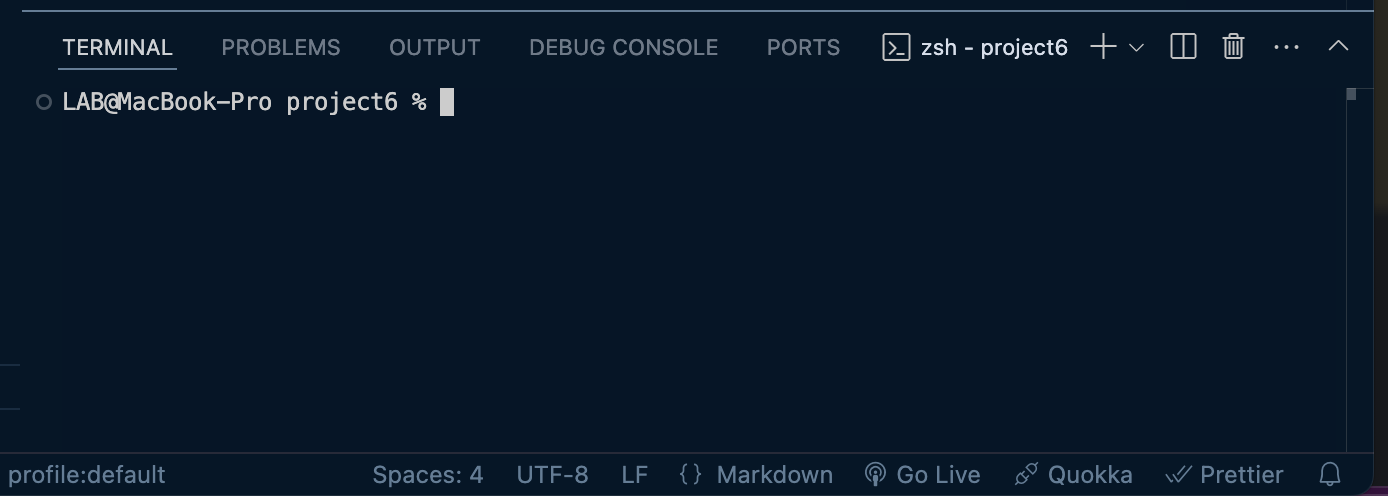 TERMINAL PROBLEMS OUTPUT DEBUG CONSOLE PORTS zsh - project6
LAB@MacBook-Pro project6 %
profile:default Spaces: 4 UTF-8 LF {} Markdown Go Live Quokka Prettier